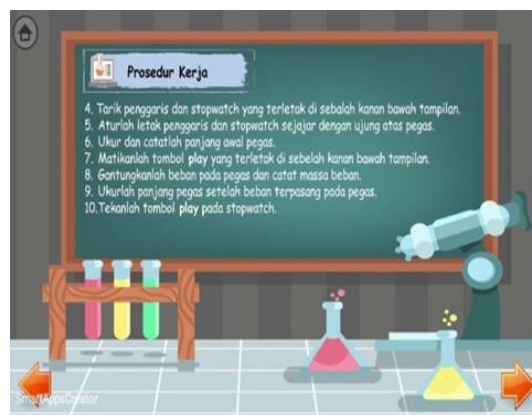 Prosedur Kerja
4. Tarik penggaris dan stopwatch yang terletak di sebalah kanan bawah tampilan.
5. Aturlah letak penggaris dan stopwatch sejajar dengan ujung atas pegas.
6. Ukur dan catatlah panjang awal pegas.
7. Matikanlah tombol play yang terletak di sebelah kanan bawah tampilan.
8. Gantungkanlah beban pada pegas dan catat massa beban.
9. Ukurlah panjang pegas setelah beban terpasang pada pegas.
10.Tekanlah tombol play pada stopwatch.
SmartAppsCreator